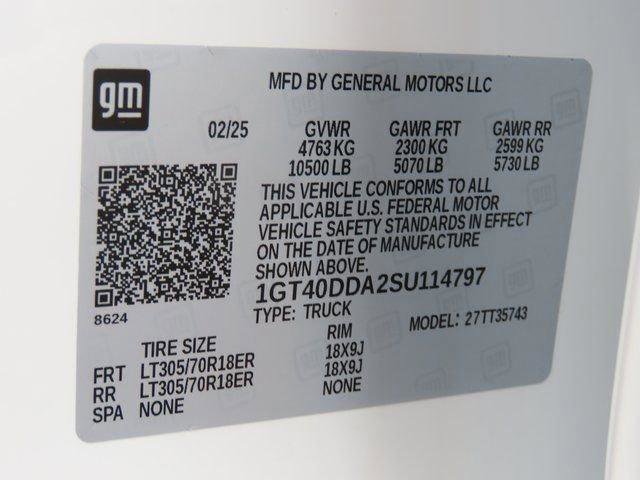 gm
MFD BY GENERAL MOTORS LLC
02/25 GVWR GAWR FRT GAWR RR
4763 KG 2300 KG 2599 KG
10500 LB 5070 LB 5730 LB
THIS VEHICLE CONFORMS TO ALL
APPLICABLE U.S. FEDERAL MOTOR
VEHICLE SAFETY STANDARDS IN EFFECT
ON THE DATE OF MANUFACTURE
SHOWN ABOVE.
1GT40DDA2SU114797
8624
TYPE: TRUCK MODEL: 27TT35743
TIRE SIZE RIM
FRT LT305/70R18ER 18X9J
RR LT305/70R18ER 18X9J
SPA NONE NONE